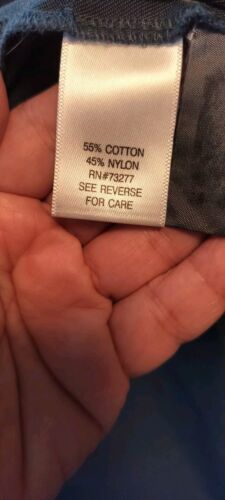 55% COTTON
45% NYLON
RN#73277
SEE REVERSE
FOR CARE